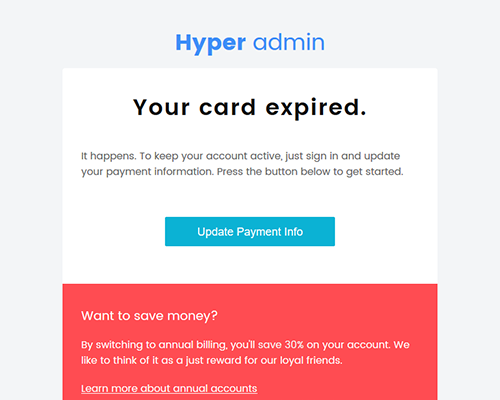 Hyper admin
Your card expired.
It happens. To keep your account active, just sign in and update
your payment information. Press the button below to get started.
Update Payment Info
Want to save money?
By switching to annual billing, you'll save 30% on your account. We
like to think of it as a just reward for our loyal friends.
Learn more about annual accounts